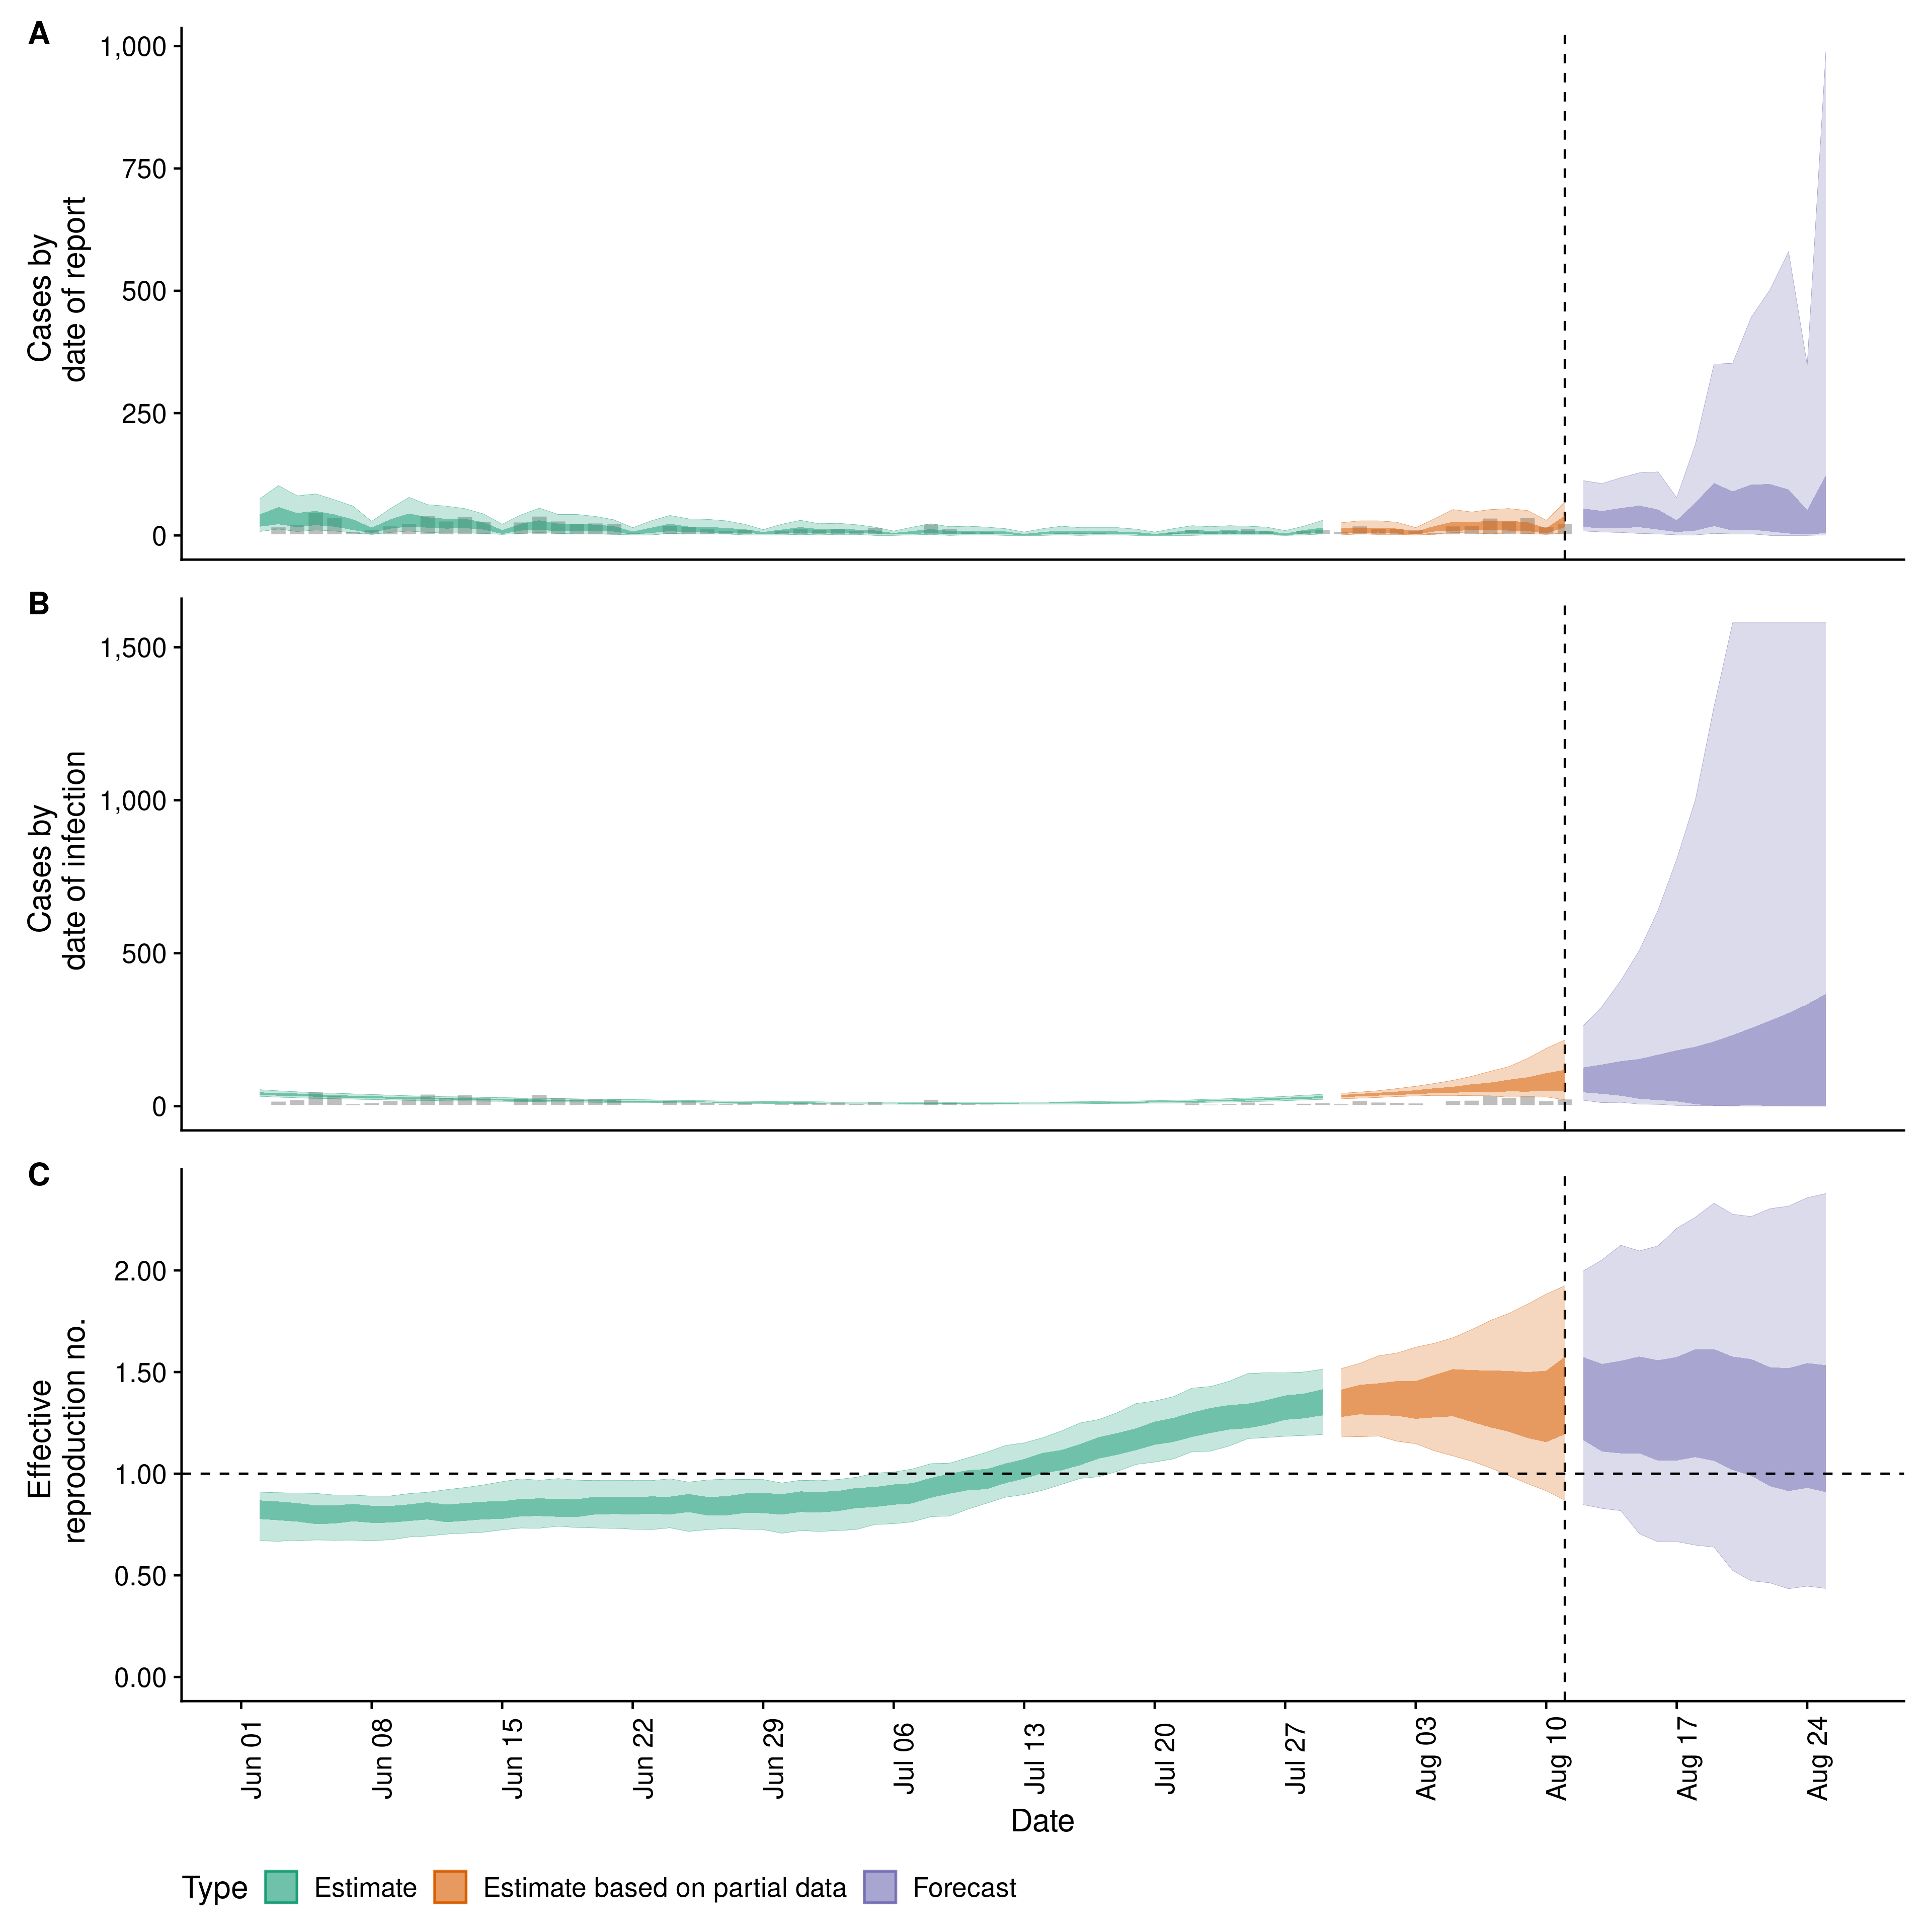 A
1,000
750
500
250
0
Cases by
date of report
B
1,500
1,000
500
0
Cases by
date of infection
C
2.00
1.50
1.00
0.50
0.00
Effective
reproduction no.
Jun 01
Jun 08
Jun 15
Jun 22
Jun 29
Jul 06
Jul 13
Jul 20
Jul 27
Aug 03
Aug 10
Aug 17
Aug 24
Date
Type Estimate Estimate based on partial data Forecast